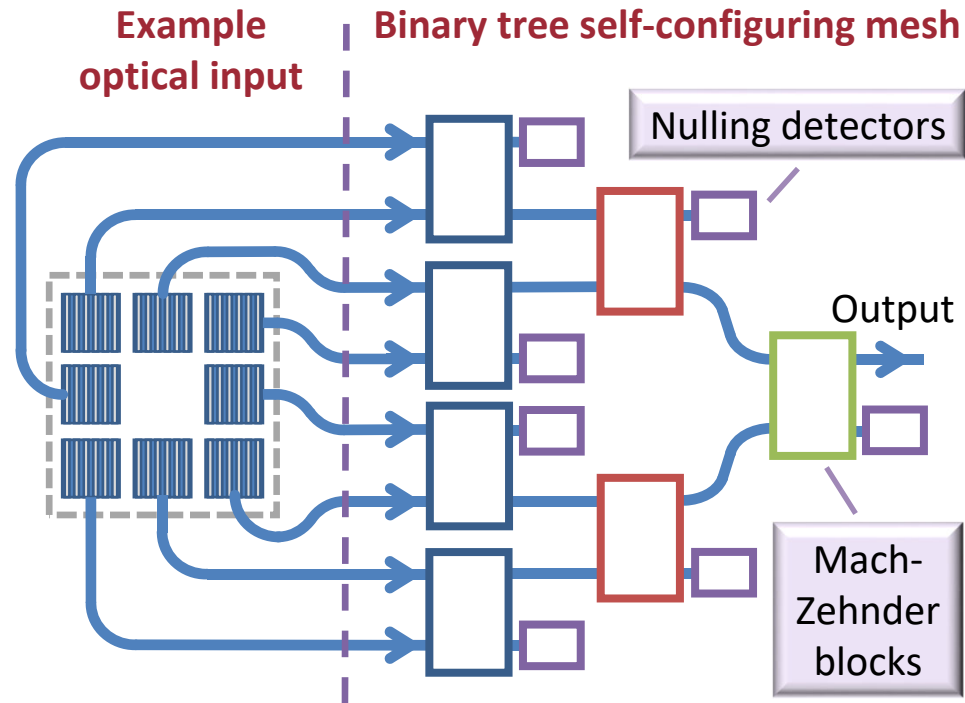 Example
optical input
Binary tree self-configuring mesh
Nulling detectors
Output
Mach-
Zehnder
blocks